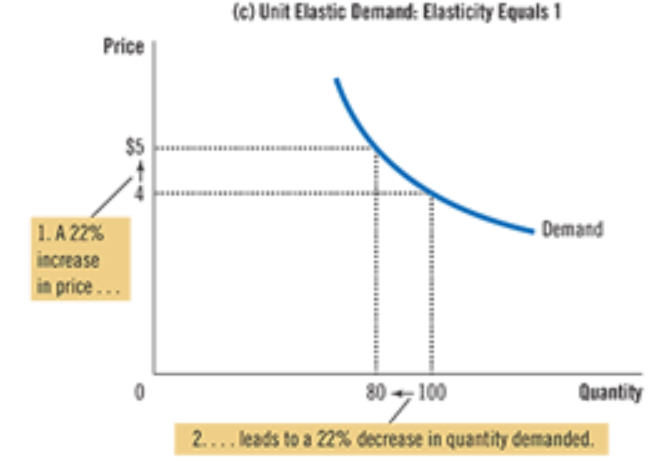 (c) Unit Elastic Demand: Elasticity Equals 1
Price
$5
4
1. A 22%
increase
in price . . .
Demand
0
80
100
Quantity
2. . . . leads to a 22% decrease in quantity demanded.